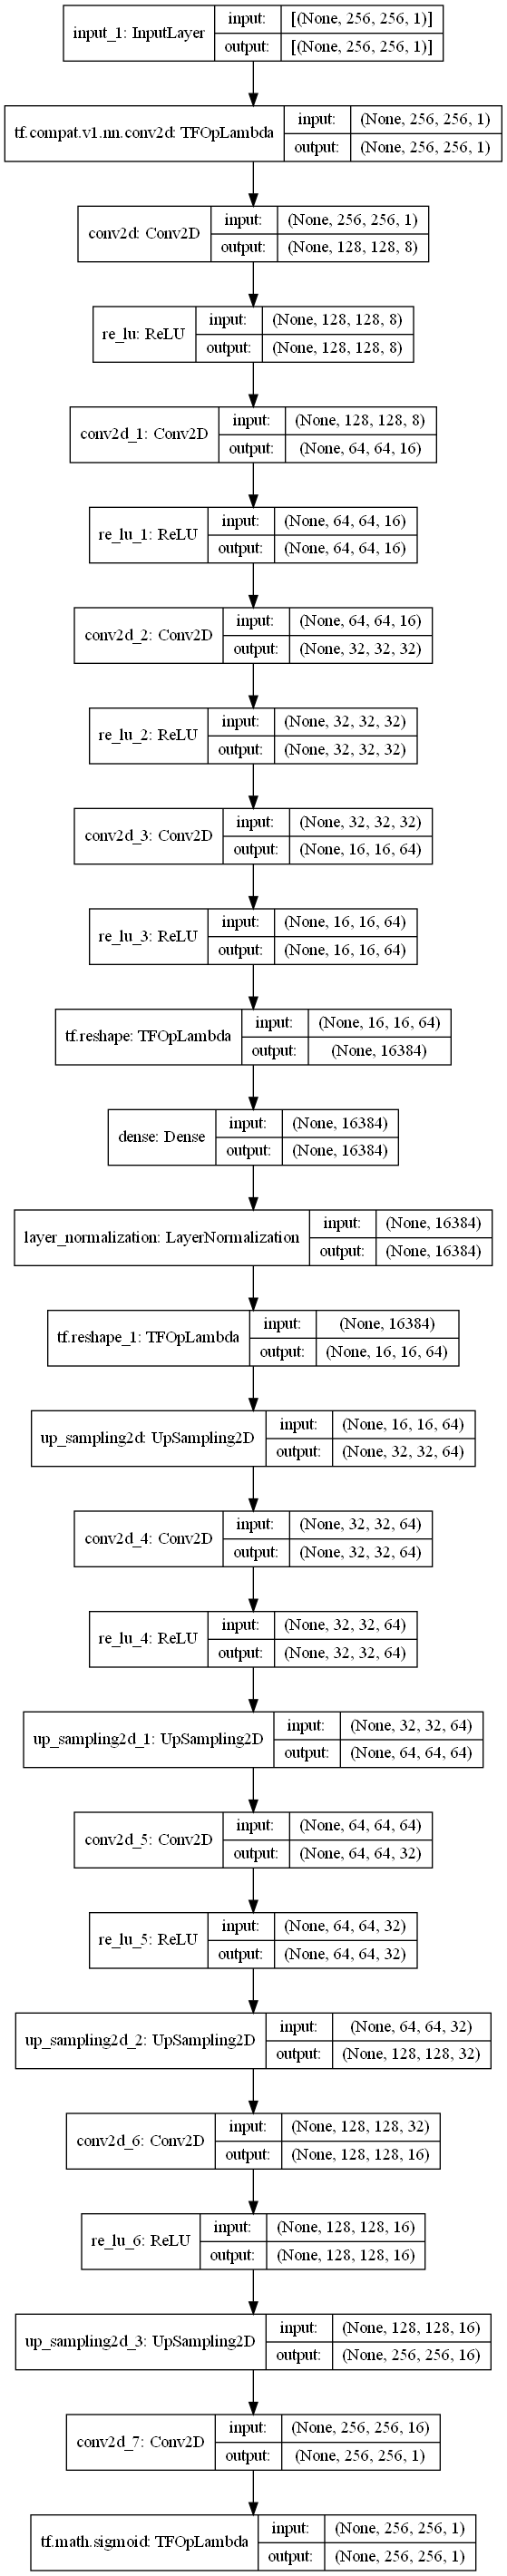 input_1: InputLayer input: [(None, 256, 256, 1)]
output: [(None, 256, 256, 1)]
tf.compat.v1.nn.conv2d: TFOpLambda input: (None, 256, 256, 1)
output: (None, 256, 256, 1)
conv2d: Conv2D input: (None, 256, 256, 1)
output: (None, 128, 128, 8)
re_lu: ReLU input: (None, 128, 128, 8)
output: (None, 128, 128, 8)
conv2d_1: Conv2D input: (None, 128, 128, 8)
output: (None, 64, 64, 16)
re_lu_1: ReLU input: (None, 64, 64, 16)
output: (None, 64, 64, 16)
conv2d_2: Conv2D input: (None, 64, 64, 16)
output: (None, 32, 32, 32)
re_lu_2: ReLU input: (None, 32, 32, 32)
output: (None, 32, 32, 32)
conv2d_3: Conv2D input: (None, 32, 32, 32)
output: (None, 16, 16, 64)
re_lu_3: ReLU input: (None, 16, 16, 64)
output: (None, 16, 16, 64)
tf.reshape: TFOpLambda input: (None, 16, 16, 64)
output: (None, 16384)
dense: Dense input: (None, 16384)
output: (None, 16384)
layer_normalization: LayerNormalization input: (None, 16384)
output: (None, 16384)
tf.reshape_1: TFOpLambda input: (None, 16384)
output: (None, 16, 16, 64)
up_sampling2d: UpSampling2D input: (None, 16, 16, 64)
output: (None, 32, 32, 64)
conv2d_4: Conv2D input: (None, 32, 32, 64)
output: (None, 32, 32, 64)
re_lu_4: ReLU input: (None, 32, 32, 64)
output: (None, 32, 32, 64)
up_sampling2d_1: UpSampling2D input: (None, 32, 32, 64)
output: (None, 64, 64, 64)
conv2d_5: Conv2D input: (None, 64, 64, 64)
output: (None, 64, 64, 32)
re_lu_5: ReLU input: (None, 64, 64, 32)
output: (None, 64, 64, 32)
up_sampling2d_2: UpSampling2D input: (None, 64, 64, 32)
output: (None, 128, 128, 32)
conv2d_6: Conv2D input: (None, 128, 128, 32)
output: (None, 128, 128, 16)
re_lu_6: ReLU input: (None, 128, 128, 16)
output: (None, 128, 128, 16)
up_sampling2d_3: UpSampling2D input: (None, 128, 128, 16)
output: (None, 256, 256, 16)
conv2d_7: Conv2D input: (None, 256, 256, 16)
output: (None, 256, 256, 1)
tf.math.sigmoid: TFOpLambda input: (None, 256, 256, 1)
output: (None, 256, 256, 1)